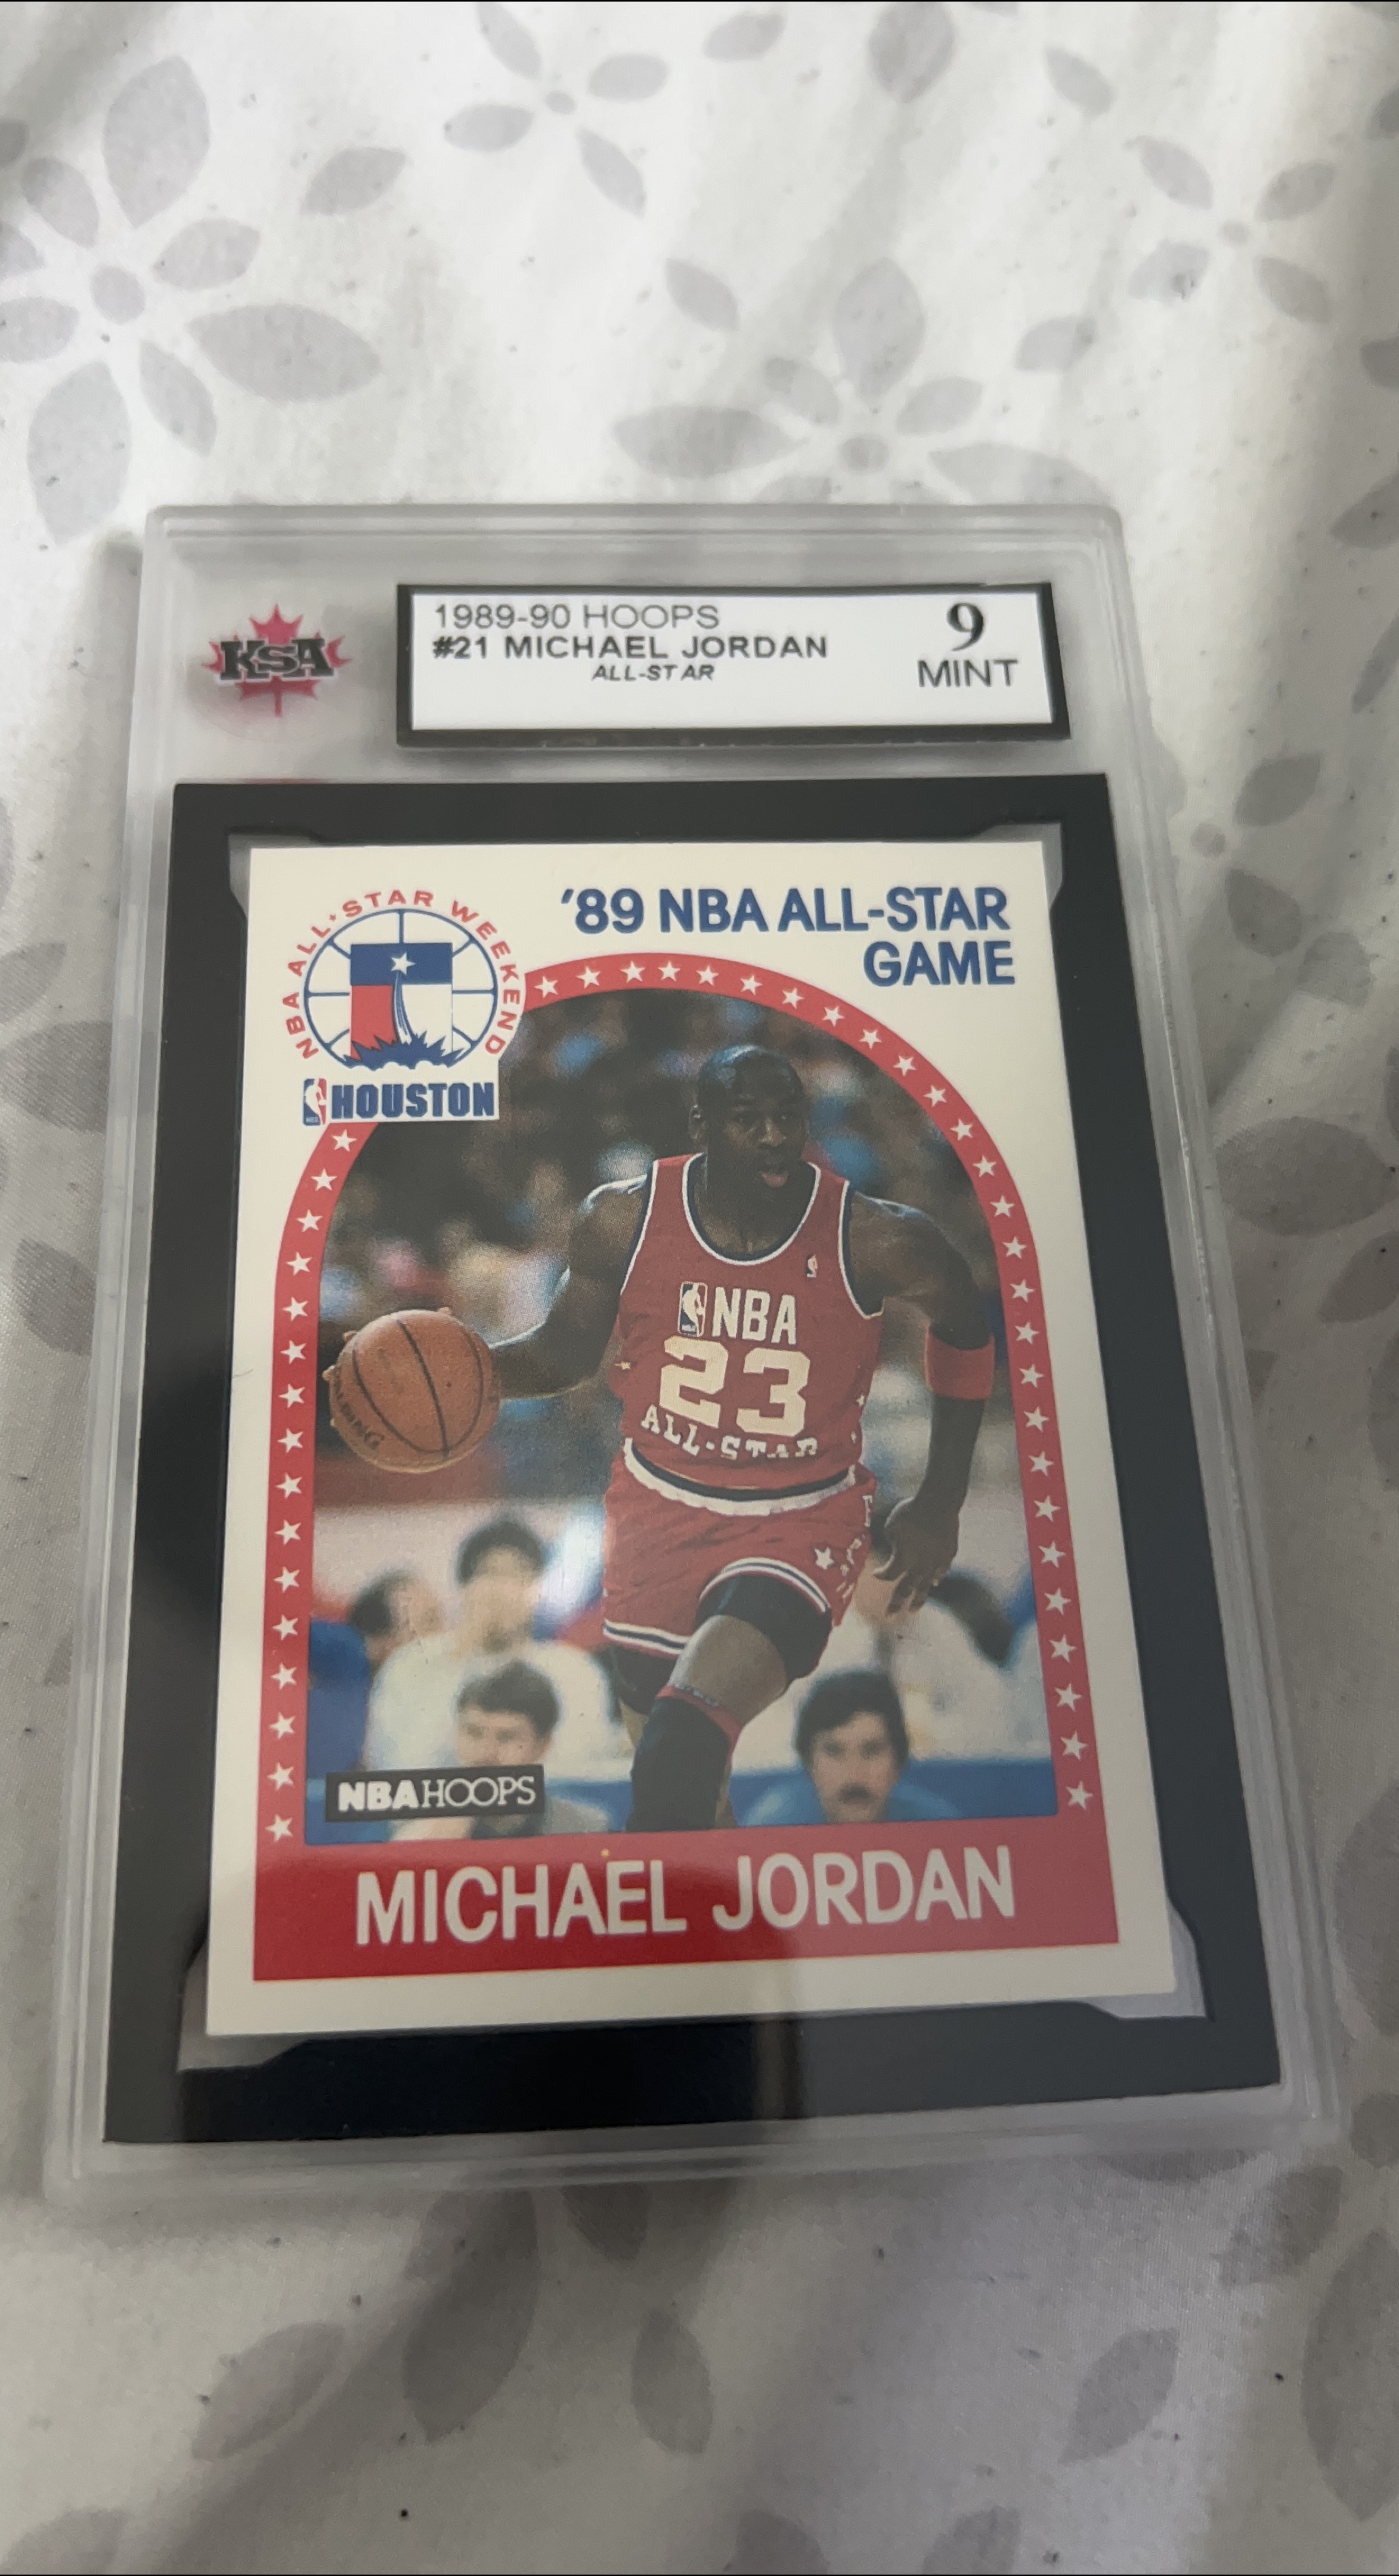 KSA
1989-90 HOOPS
#21 MICHAEL JORDAN
ALL-STAR
9
MINT
NBA ALL-STAR WEEKEND
HOUSTON
'89 NBA ALL-STAR
GAME
NBA
23
ALL-STAR
NBA HOOPS
MICHAEL JORDAN